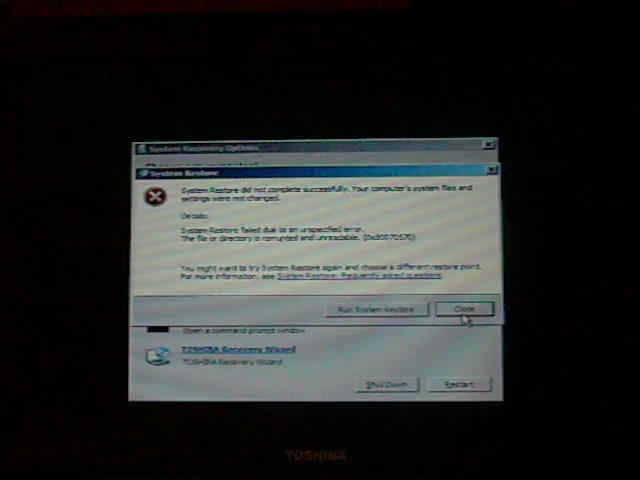 System Recovery Options
System Restore
System Restore did not complete successfully. Your computer's system files and
settings were not changed.
Details:
System Restore failed due to an unspecified error.
The file or directory is corrupted and unreadable. (0x80070570)
You might want to try System Restore again and choose a different restore point.
For more information, see System Restore: frequently asked questions.
Run System Restore
Close
Open a command prompt window
TOSHIBA Recovery Wizard
TOSHIBA Recovery Wizard
Shut Down
Restart
TOSHIBA